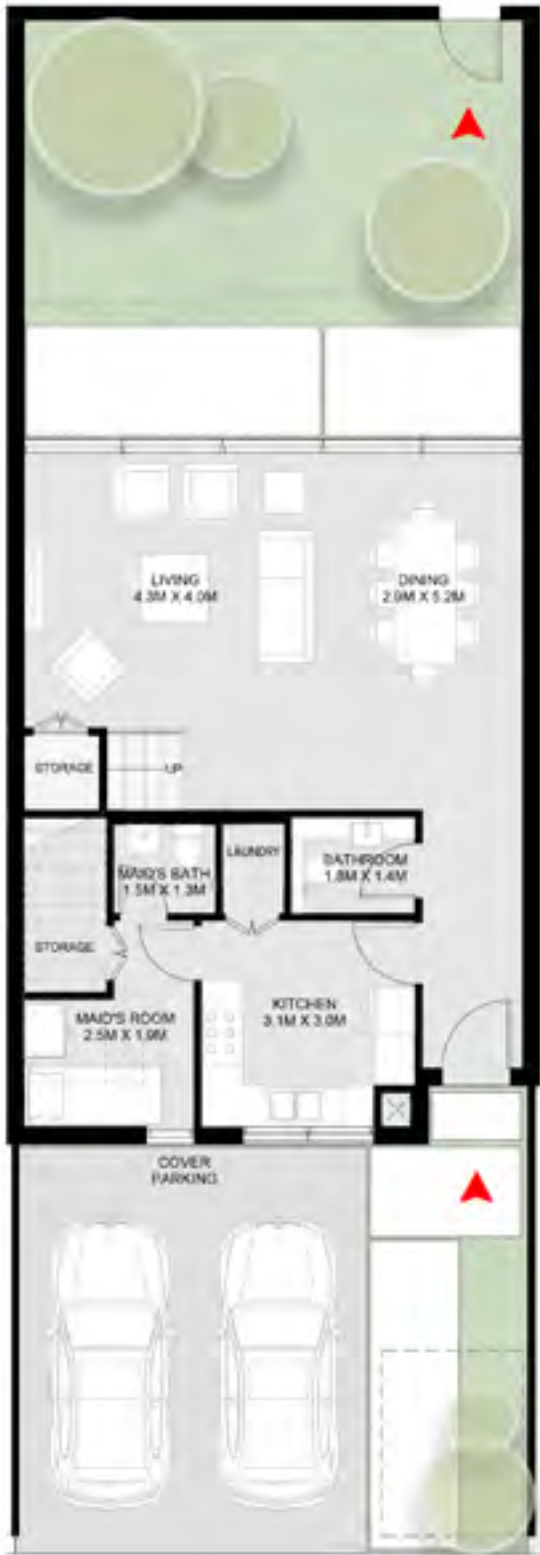 LIVING
4.3M X 4.0M
DINING
2.9M X 5.2M
STORAGE
UP
MAID'S BATH
1.5M X 1.3M
LAUNDRY
BATHROOM
1.8M X 1.4M
STORAGE
MAID'S ROOM
2.5M X 1.9M
KITCHEN
3.1M X 3.0M
COVER
PARKING